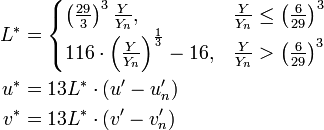 L* = { (29/3)³ Y/Yₙ, Y/Yₙ ≤ (6/29)³
116 · (Y/Yₙ)^(1/3) − 16, Y/Yₙ > (6/29)³
u* = 13L* · (u′ − u′ₙ)
v* = 13L* · (v′ − v′ₙ)